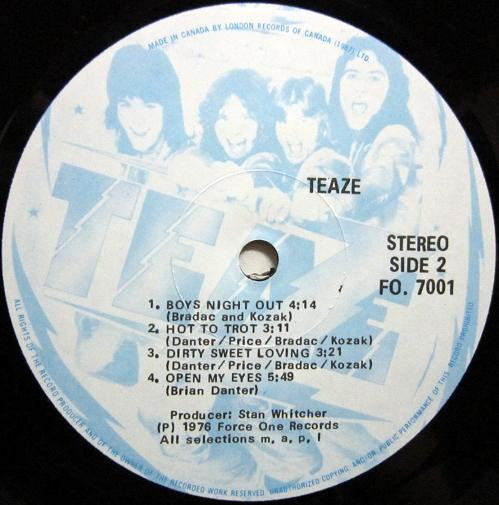 MADE IN CANADA BY LONDON RECORDS OF CANADA (1967) LTD.
TEAZE
TEAZE
STEREO
SIDE 2
FO. 7001
1. BOYS NIGHT OUT 4:14
(Bradac and Kozak)
2. HOT TO TROT 3:11
(Danter/Price/Bradac/Kozak)
3. DIRTY SWEET LOVING 3:21
(Danter/Price/Bradac/Kozak)
4. OPEN MY EYES 5:49
(Brian Danter)
Producer: Stan Whitcher
(P) 1976 Force One Records
All selections m, a, p, l
ALL RIGHTS OF THE RECORD PRODUCER AND OF THE OWNER OF THE RECORDED WORK RESERVED. UNAUTHORIZED COPYING, AND/OR, PUBLIC PERFORMANCE OF THIS RECORD PROHIBITED.